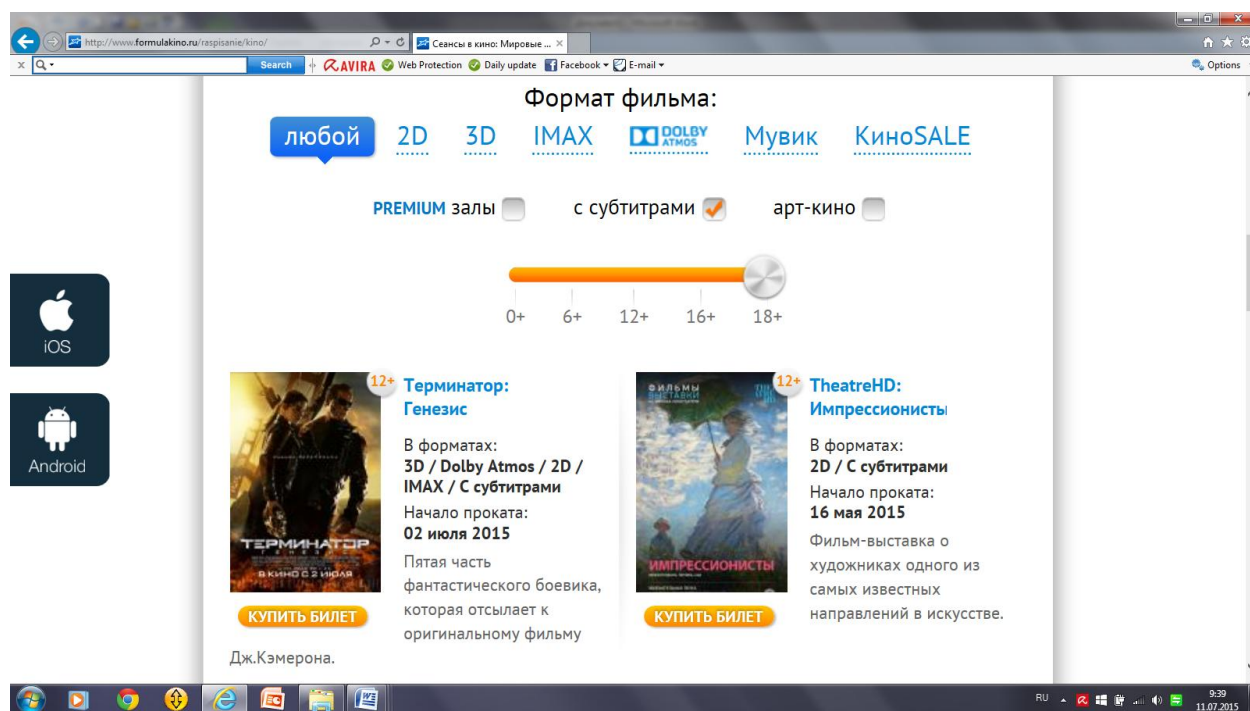 http://www.formulakino.ru/raspisanie/kino/
Сеансы в кино: Мировые ...
Search
AVIRA Web Protection Daily update Facebook E-mail
Options
Формат фильма:
любой 2D 3D IMAX DOLBY ATMOS Мувик КиноSALE
PREMIUM залы с субтитрами арт-кино
0+ 6+ 12+ 16+ 18+
iOS
Android
12+
Терминатор:
Генезис
В форматах:
3D / Dolby Atmos / 2D /
IMAX / С субтитрами
Начало проката:
02 июля 2015
Пятая часть
фантастического боевика,
которая отсылает к
оригинальному фильму
Дж.Кэмерона.
ТЕРМИНАТОР
ГЕНЕЗИС
В КИНО С 2 ИЮЛЯ
КУПИТЬ БИЛЕТ
12+
TheatreHD:
Импрессионисты
В форматах:
2D / С субтитрами
Начало проката:
16 мая 2015
Фильм-выставка о
художниках одного из
самых известных
направлений в искусстве.
ФИЛЬМЫ
ВЫСТАВКИ
ИМПРЕССИОНИСТЫ
КУПИТЬ БИЛЕТ
RU
9:39
11.07.2015